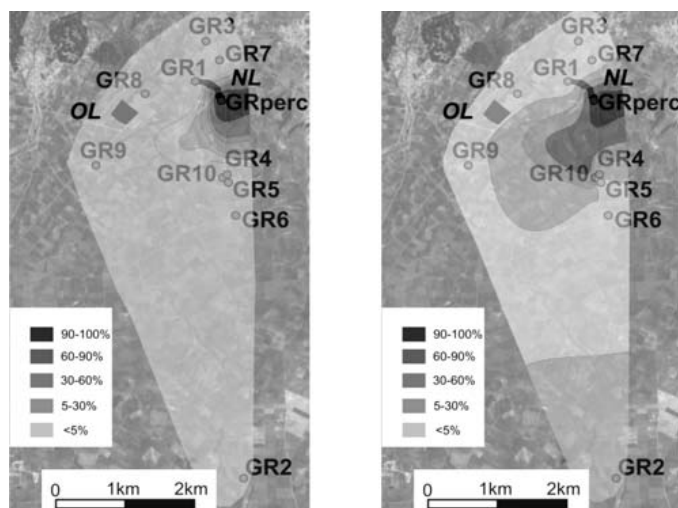 GR3
GR7
GR1
NL
GR8
GRperc
OL
GR9
GR4
GR10
GR5
GR6
90-100%
60-90%
30-60%
5-30%
<5%
GR2
0 1km 2km
GR3
GR7
GR1
NL
GR8
GRperc
OL
GR9
GR4
GR10
GR5
GR6
90-100%
60-90%
30-60%
5-30%
<5%
GR2
0 1km 2km